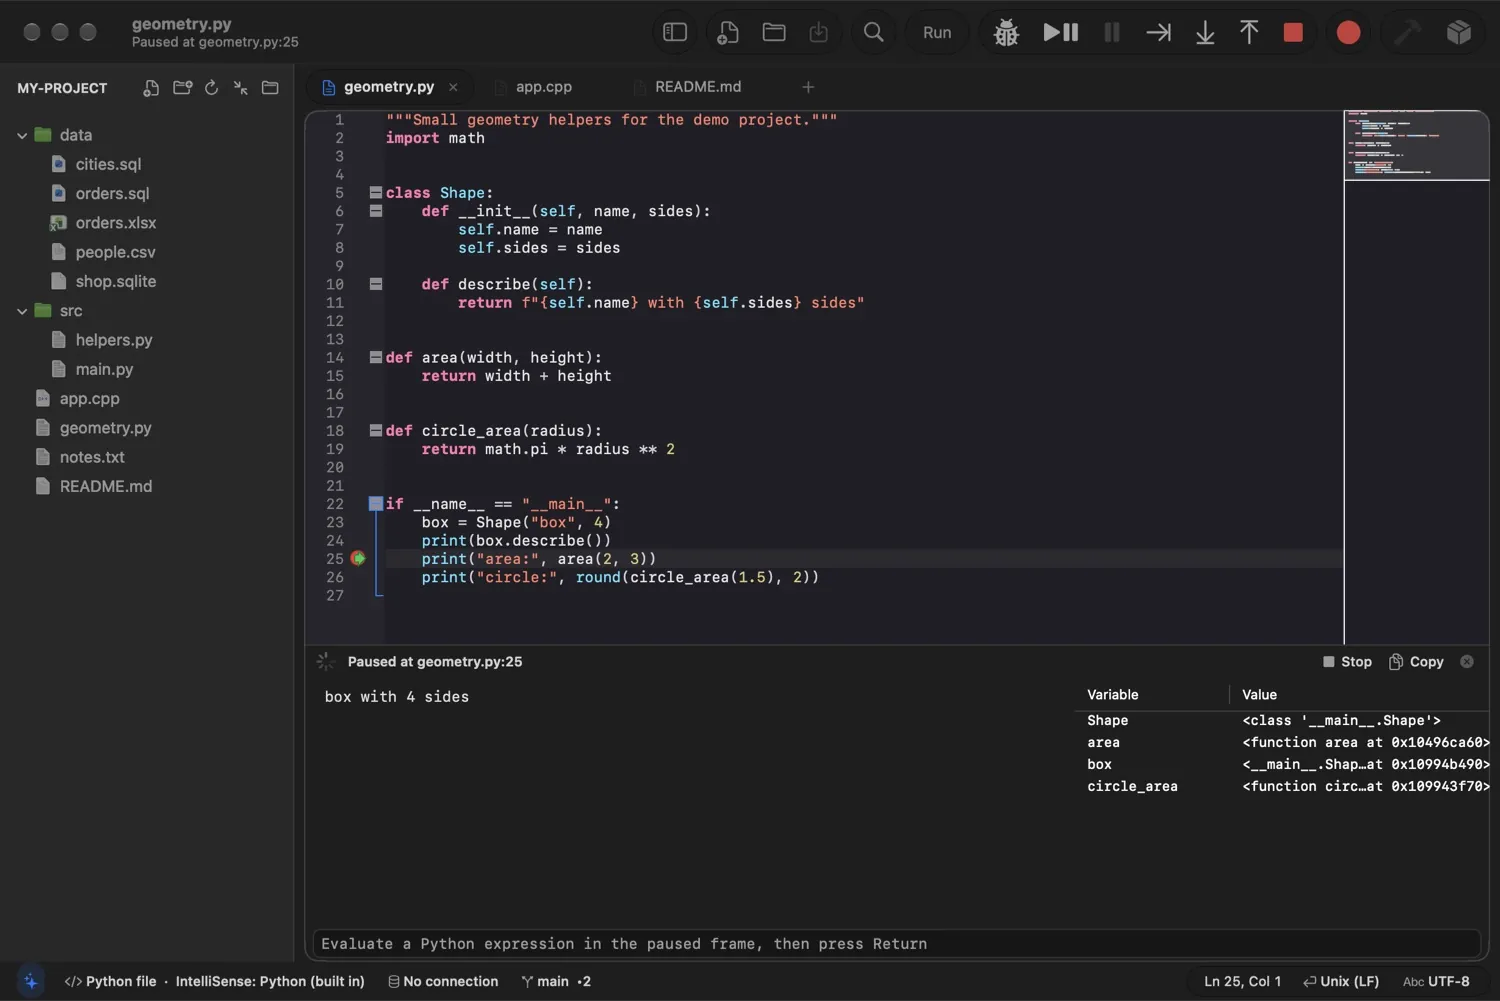 geometry.py
Paused at geometry.py:25
Run
MY-PROJECT
data
cities.sql
orders.sql
orders.xlsx
people.csv
shop.sqlite
src
helpers.py
main.py
app.cpp
geometry.py
notes.txt
README.md
geometry.py
app.cpp
README.md
1 """Small geometry helpers for the demo project."""
2 import math
3
4
5 class Shape:
6 def __init__(self, name, sides):
7 self.name = name
8 self.sides = sides
9
10 def describe(self):
11 return f"{self.name} with {self.sides} sides"
12
13
14 def area(width, height):
15 return width + height
16
17
18 def circle_area(radius):
19 return math.pi * radius ** 2
20
21
22 if __name__ == "__main__":
23 box = Shape("box", 4)
24 print(box.describe())
25 print("area:", area(2, 3))
26 print("circle:", round(circle_area(1.5), 2))
27
Paused at geometry.py:25
Stop Copy
box with 4 sides
Variable Value
Shape <class '__main__.Shape'>
area <function area at 0x10496ca60>
box <__main__.Shap…at 0x10994b490>
circle_area <function circ…at 0x109943f70>
Evaluate a Python expression in the paused frame, then press Return
</> Python file · IntelliSense: Python (built in) No connection main •2 Ln 25, Col 1 Unix (LF) Abc UTF-8